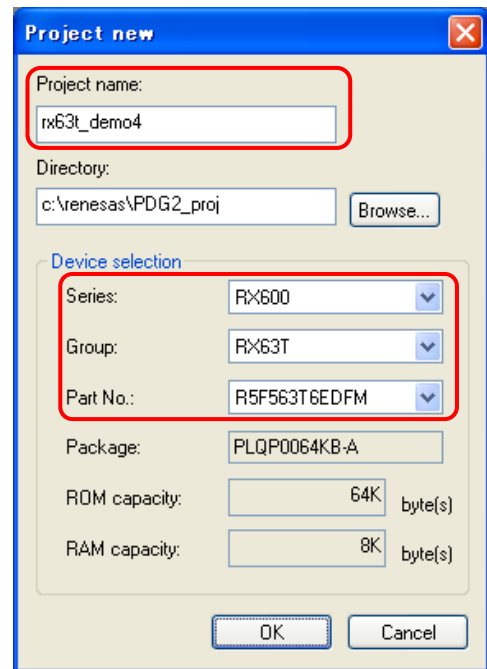 Project new
Project name:
rx63t_demo4
Directory:
c:\renesas\PDG2_proj
Browse...
Device selection
Series:
RX600
Group:
RX63T
Part No.:
R5F563T6EDFM
Package:
PLQP0064KB-A
ROM capacity:
64K
byte(s)
RAM capacity:
8K
byte(s)
OK
Cancel